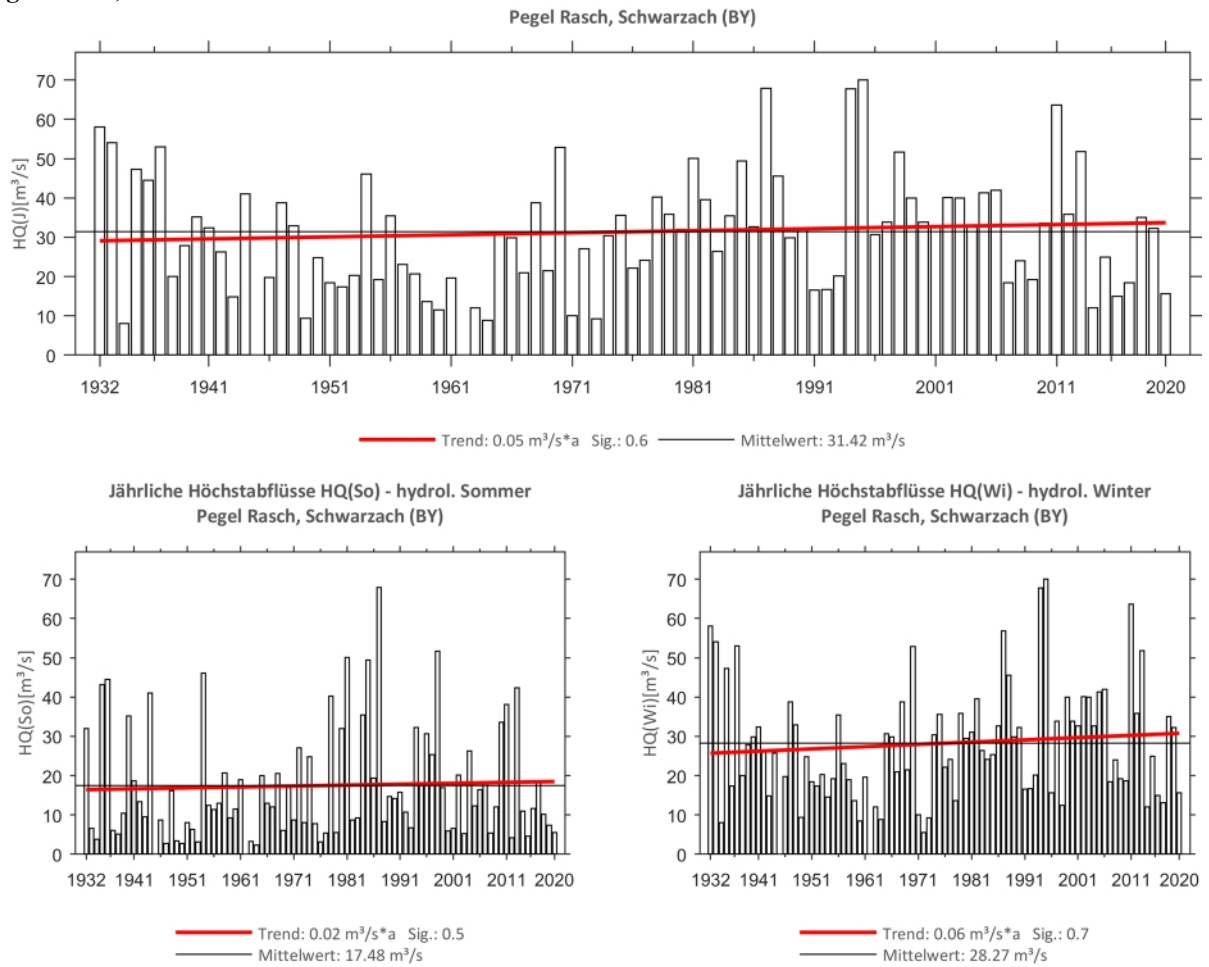 Pegel Rasch, Schwarzach (BY)
HQ(J)[m³/s]
70
60
50
40
30
20
10
0
1932 1941 1951 1961 1971 1981 1991 2001 2011 2020
Trend: 0.05 m³/s*a Sig.: 0.6 Mittelwert: 31.42 m³/s
Jährliche Höchstabflüsse HQ(So) - hydrol. Sommer
Pegel Rasch, Schwarzach (BY)
HQ(So)[m³/s]
70
60
50
40
30
20
10
0
1932 1941 1951 1961 1971 1981 1991 2001 2011 2020
Trend: 0.02 m³/s*a Sig.: 0.5
Mittelwert: 17.48 m³/s
Jährliche Höchstabflüsse HQ(Wi) - hydrol. Winter
Pegel Rasch, Schwarzach (BY)
HQ(Wi)[m³/s]
70
60
50
40
30
20
10
0
1932 1941 1951 1961 1971 1981 1991 2001 2011 2020
Trend: 0.06 m³/s*a Sig.: 0.7
Mittelwert: 28.27 m³/s